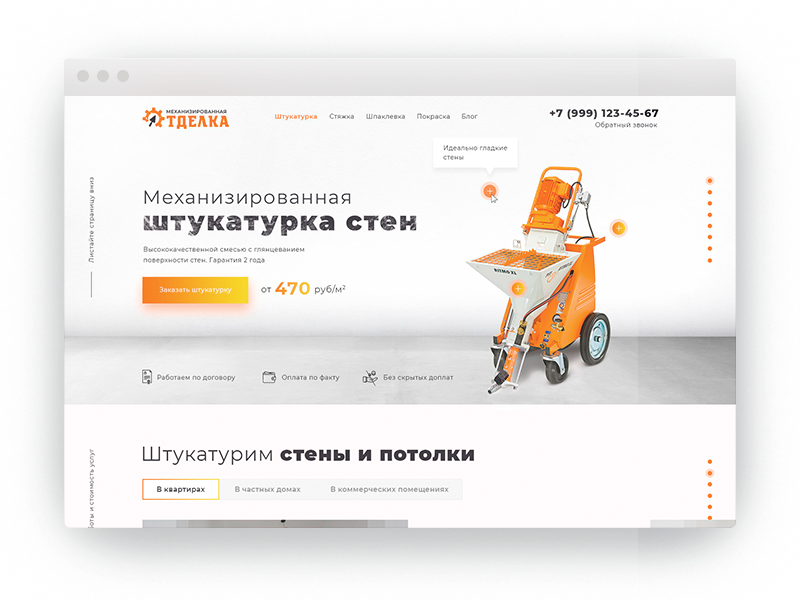 МЕХАНИЗИРОВАННАЯ
ОТДЕЛКА
Штукатурка Стяжка Шпаклевка Покраска Блог
+7 (999) 123-45-67
Обратный звонок
Идеально гладкие
стены
Листайте страницу вниз
Механизированная
штукатурка стен
Высококачественной смесью с глянцеванием
поверхности стен. Гарантия 2 года
Заказать штукатурку
от 470 руб/м²
RITMO XL
Работаем по договору
Оплата по факту
Без скрытых доплат
Штукатурим стены и потолки
и стоимость услуг
В квартирах
В частных домах
В коммерческих помещениях